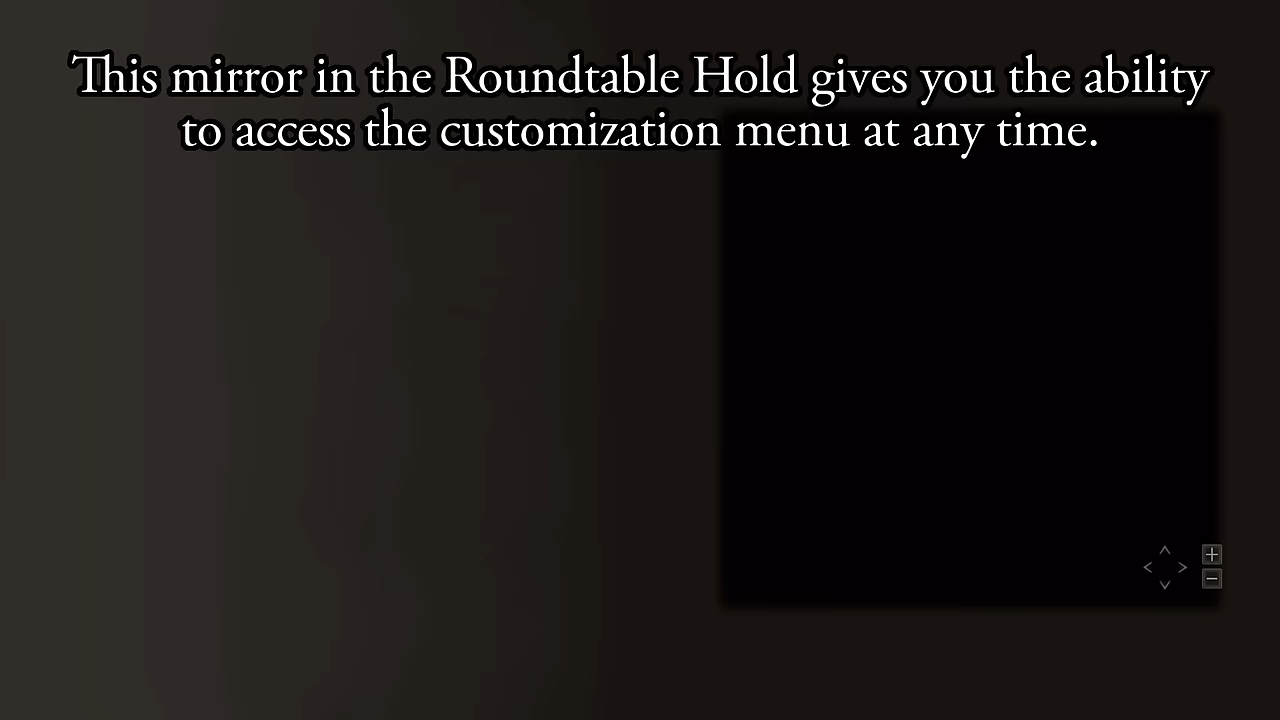 This mirror in the Roundtable Hold gives you the ability
to access the customization menu at any time.